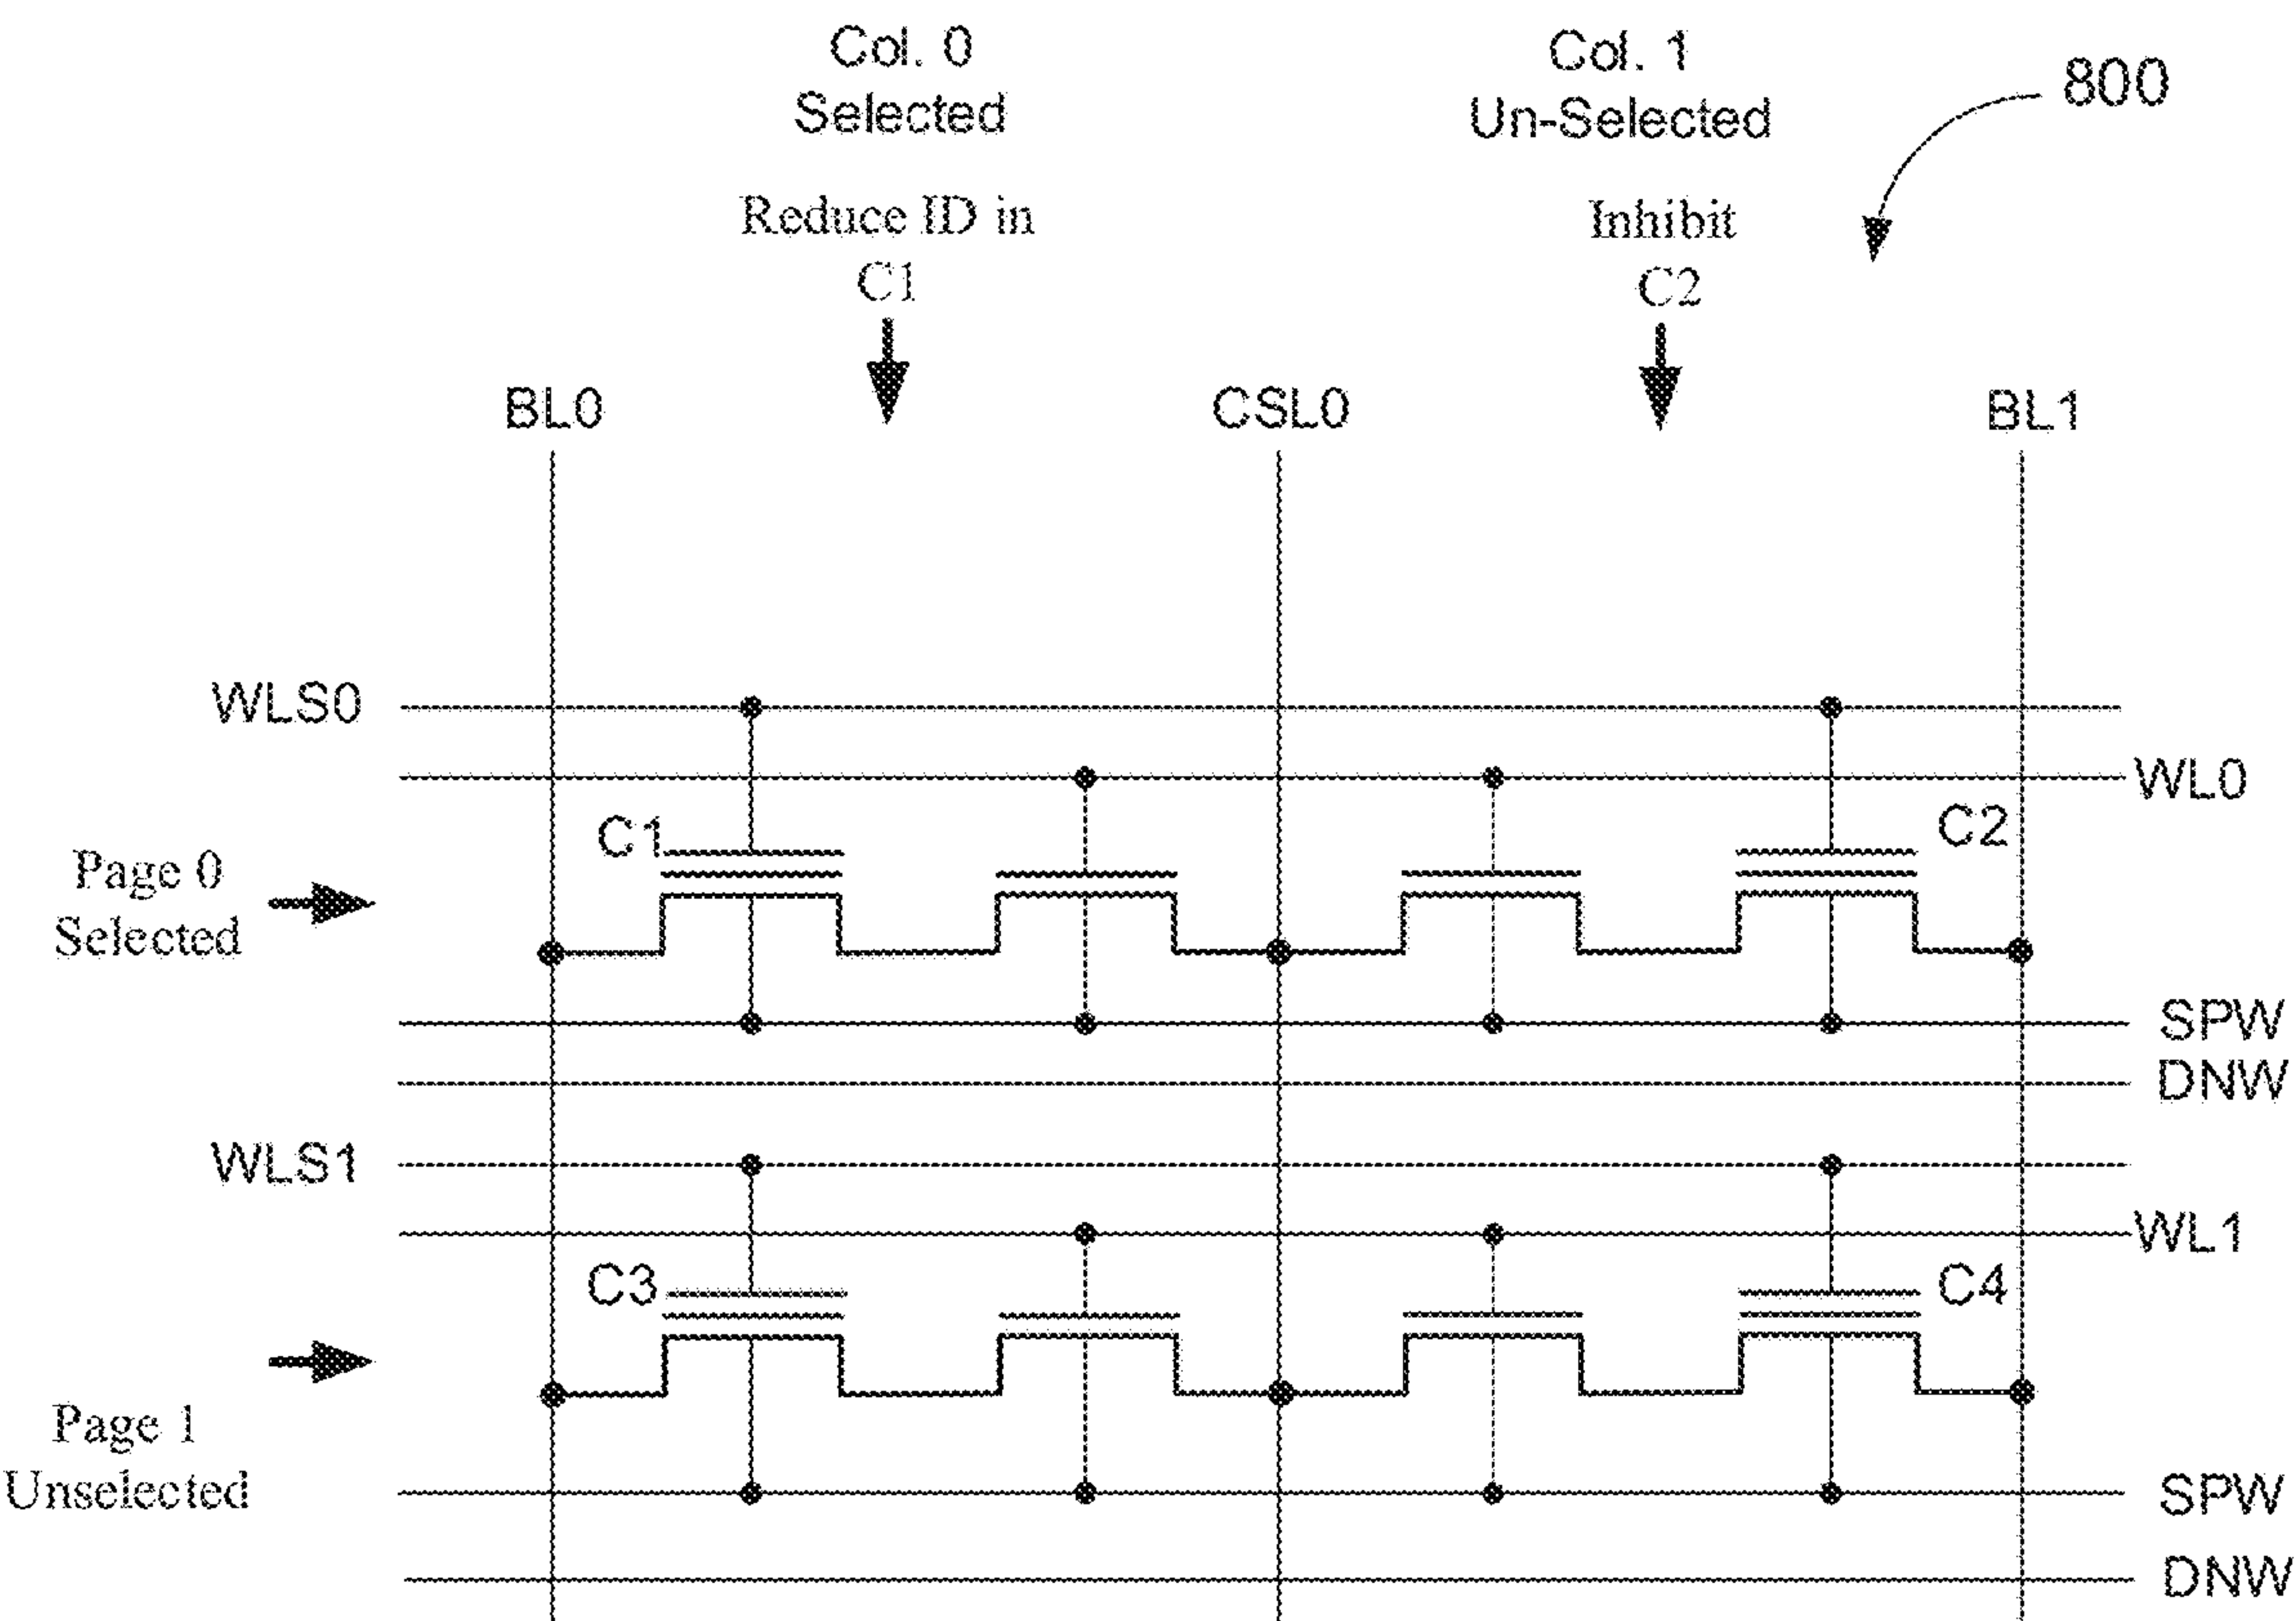 Col. 0
Selected
Col. 1
Un-Selected
800
Reduce ID in
C1
Inhibit
C2
BL0
CSL0
BL1
WLS0
WL0
C1
C2
Page 0
Selected
SPW
DNW
WLS1
WL1
C3
C4
Page 1
Unselected
SPW
DNW